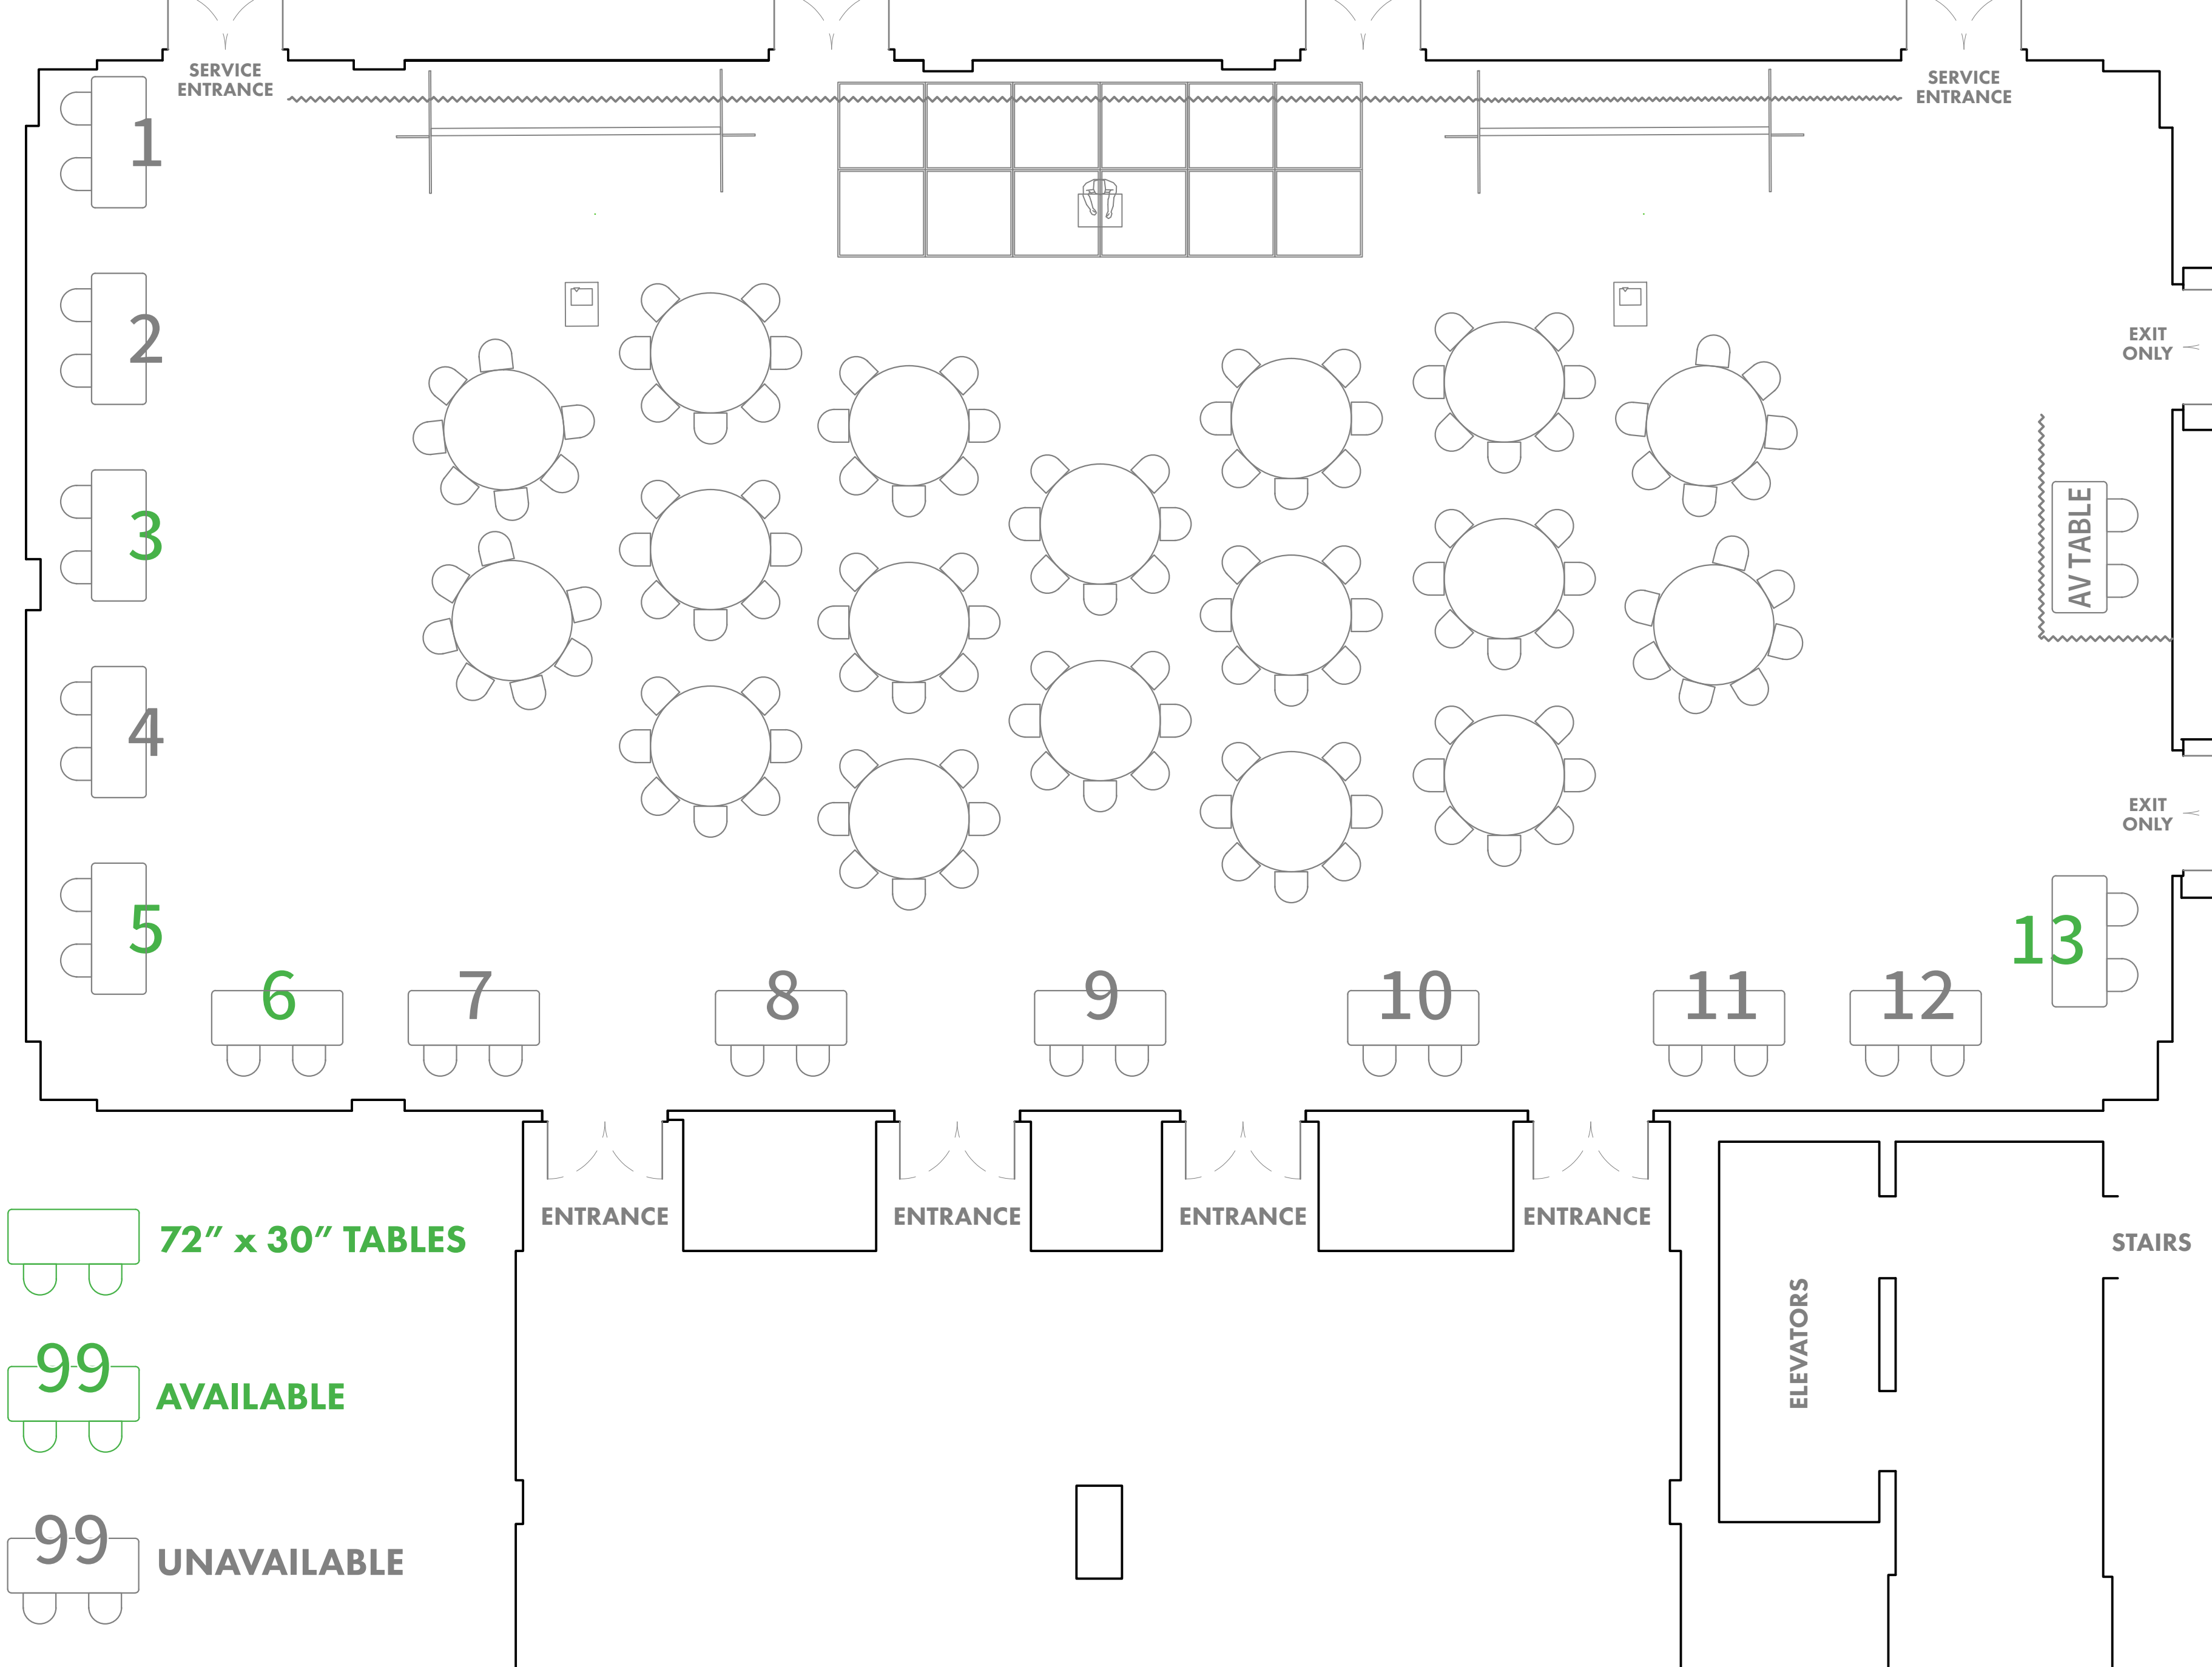 SERVICE
ENTRANCE
SERVICE
ENTRANCE
1
2
3
4
5
EXIT
ONLY
AV TABLE
EXIT
ONLY
6
7
8
9
10
11
12
13
ENTRANCE
ENTRANCE
ENTRANCE
ENTRANCE
STAIRS
ELEVATORS
72” x 30” TABLES
99
AVAILABLE
99
UNAVAILABLE